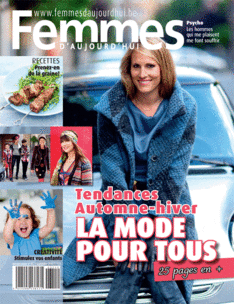 www.femmesdaujourdhui.be
Femmes
D'AUJOURD'HUI
Psycho
Les hommes
qui me plaisent
me font souffrir
RECETTES
Prenez-en
de la graine!
Tendances
Automne-hiver
LA MODE
POUR TOUS
25 pages en +
CRÉATIVITÉ
Stimulez vos enfants